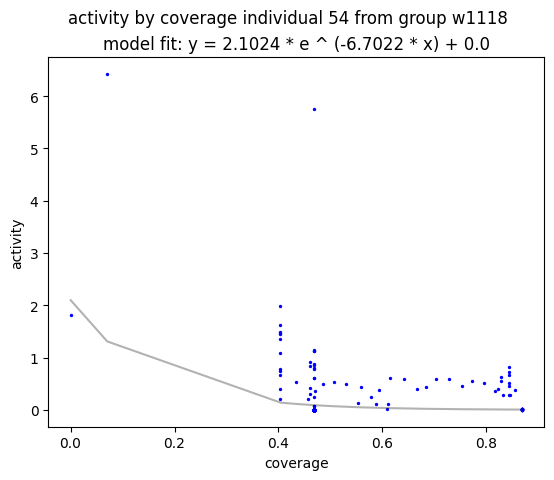 activity by coverage individual 54 from group w1118
model fit: y = 2.1024 * e ^ (-6.7022 * x) + 0.0
6
5
4
3
2
1
0
activity
0.0 0.2 0.4 0.6 0.8
coverage